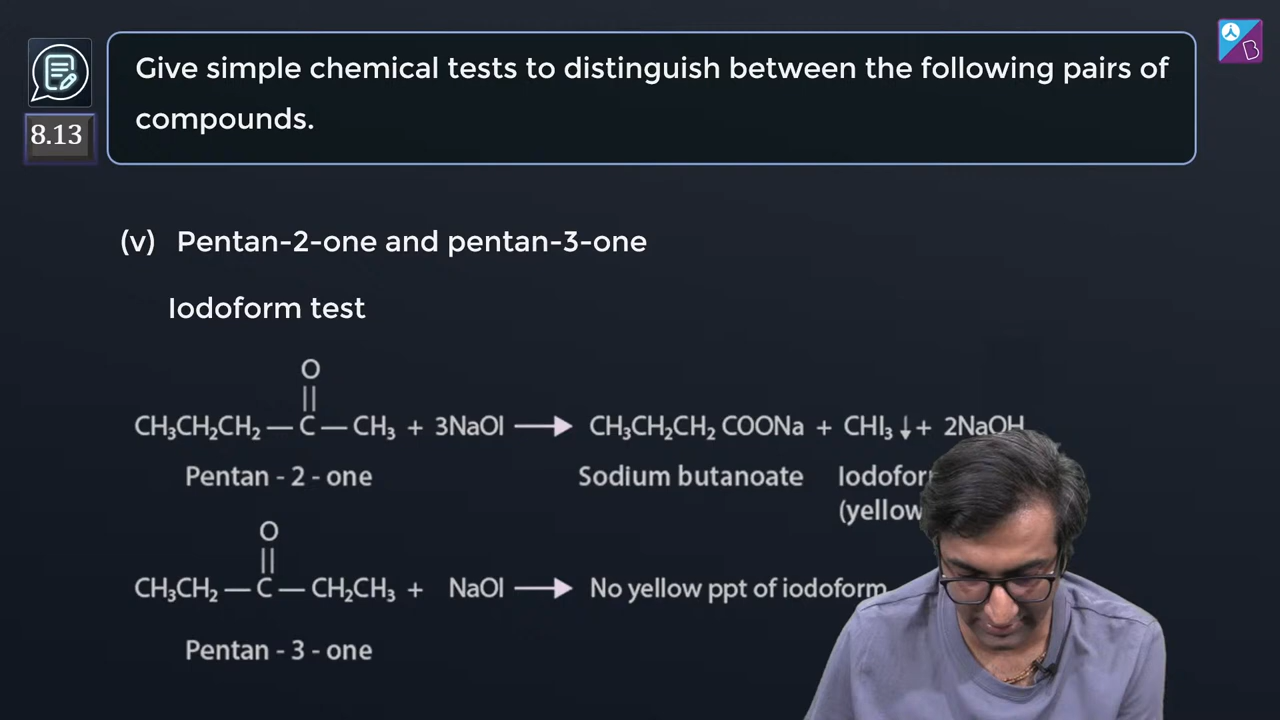 Give simple chemical tests to distinguish between the following pairs of
compounds.
8.13
(v) Pentan-2-one and pentan-3-one
Iodoform test
O
||
CH₃CH₂CH₂ — C — CH₃ + 3NaOI ⟶ CH₃CH₂CH₂ COONa + CHI₃ ↓ + 2NaOH
Pentan - 2 - one Sodium butanoate
(yellow
O
||
CH₃CH₂ — C — CH₂CH₃ + NaOI ⟶ No yellow ppt of iodoform
Pentan - 3 - one